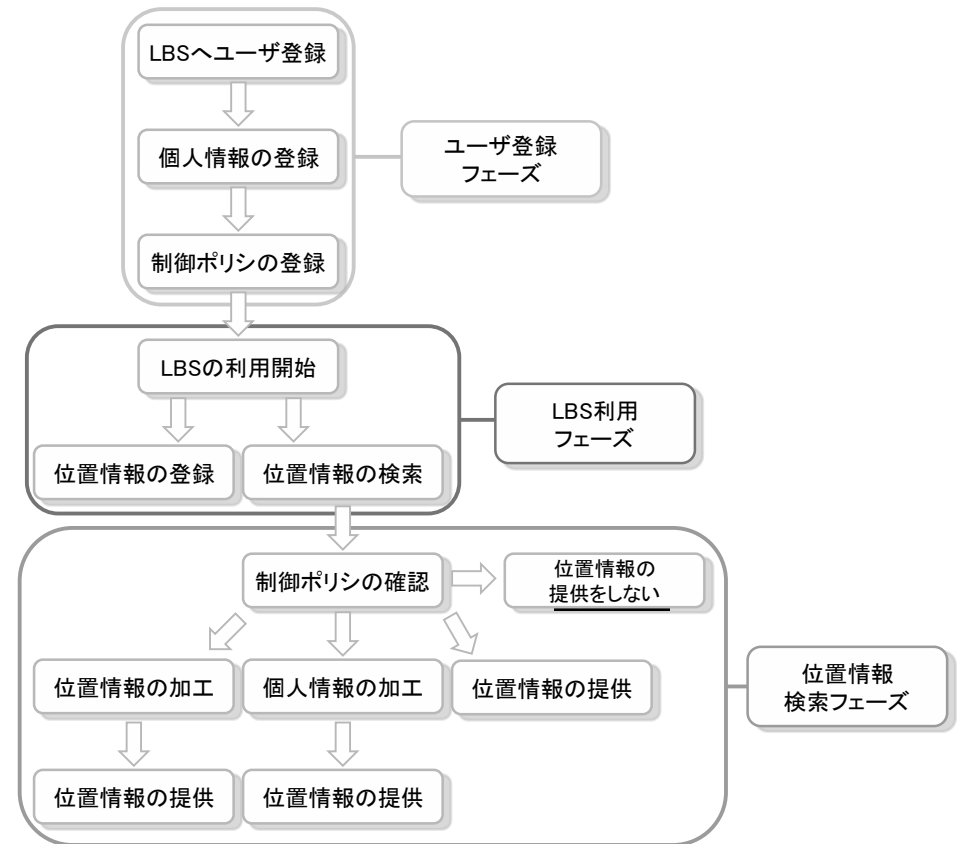 LBSへユーザ登録
個人情報の登録
ユーザ登録
フェーズ
制御ポリシの登録
LBSの利用開始
LBS利用
フェーズ
位置情報の登録
位置情報の検索
制御ポリシの確認
位置情報の
提供をしない
位置情報の加工
個人情報の加工
位置情報の提供
位置情報
検索フェーズ
位置情報の提供
位置情報の提供